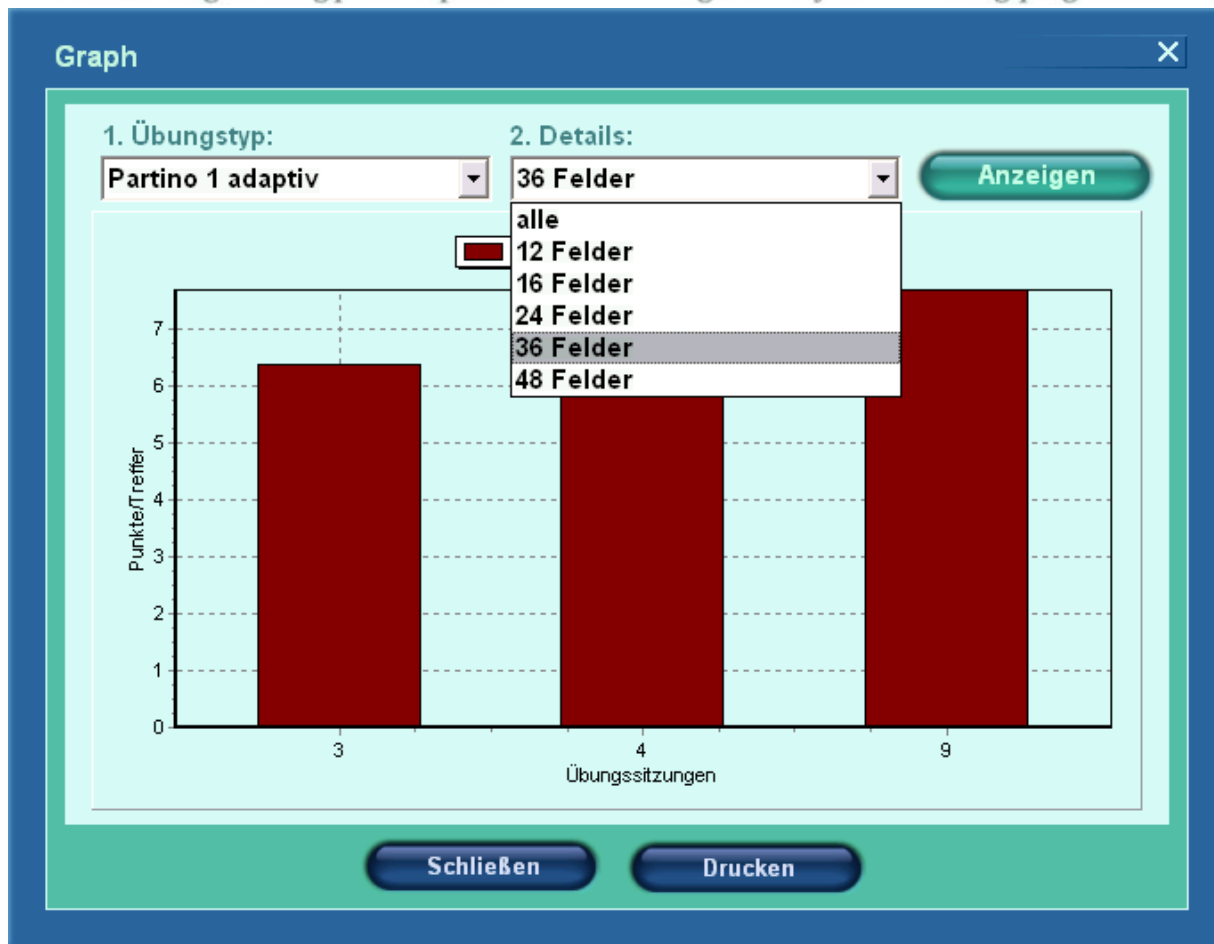 Graph
1. Übungstyp:
2. Details:
Partino 1 adaptiv
36 Felder
Anzeigen
alle
12 Felder
16 Felder
24 Felder
36 Felder
48 Felder
7
6
5
4
3
2
1
0
Punkte/Treffer
3
4
9
Übungssitzungen
Schließen
Drucken